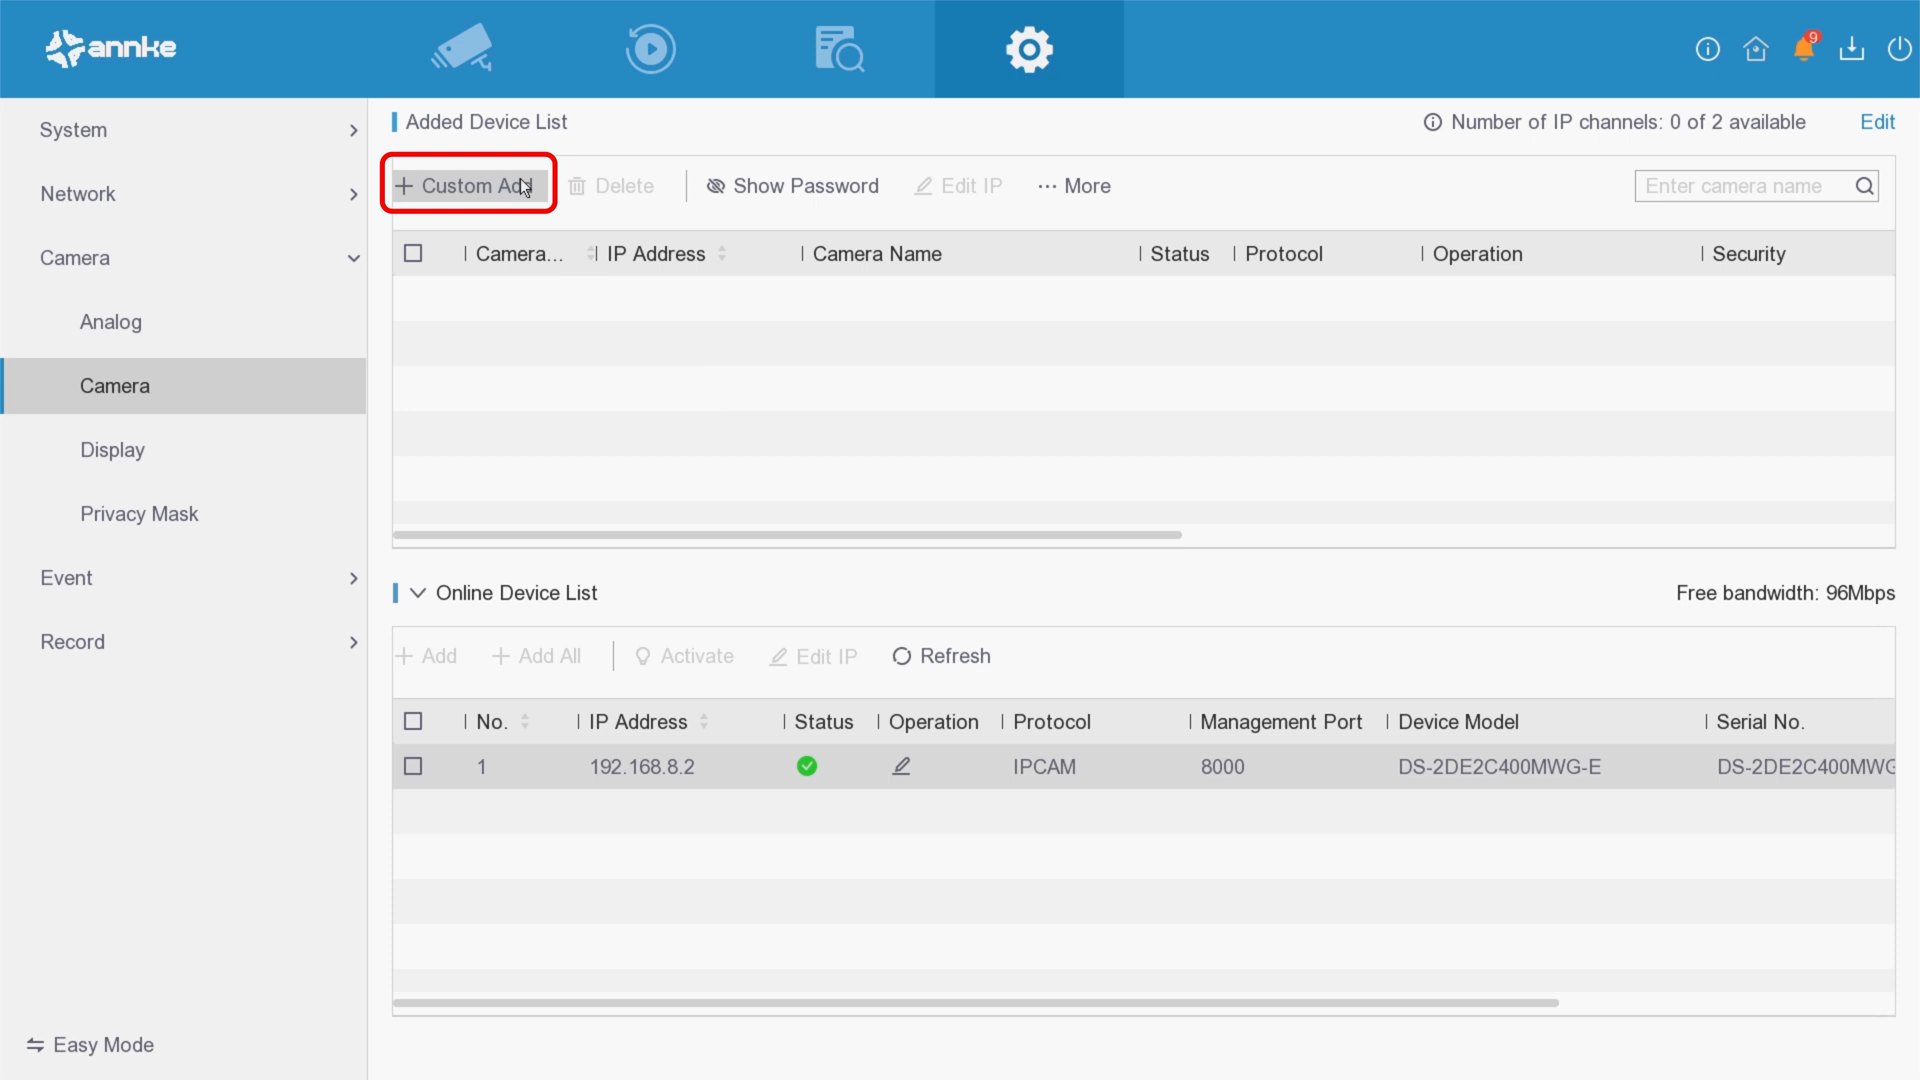 annke
9
System
Network
Camera
Analog
Camera
Display
Privacy Mask
Event
Record
Easy Mode
Added Device List
Number of IP channels: 0 of 2 available
Edit
Custom Add
Delete
Show Password
Edit IP
More
Enter camera name
Camera... IP Address Camera Name Status Protocol Operation Security
Online Device List
Free bandwidth: 96Mbps
Add
Add All
Activate
Edit IP
Refresh
No. IP Address Status Operation Protocol Management Port Device Model Serial No.
1 192.168.8.2 IPCAM 8000 DS-2DE2C400MWG-E DS-2DE2C400MWG